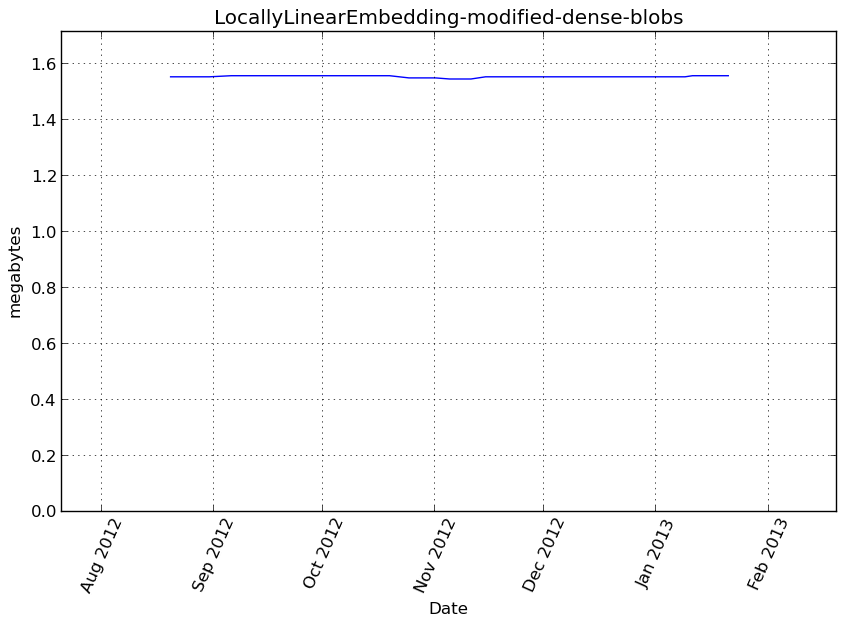 LocallyLinearEmbedding-modified-dense-blobs
megabytes
1.6
1.4
1.2
1.0
0.8
0.6
0.4
0.2
0.0
Aug 2012
Sep 2012
Oct 2012
Nov 2012
Dec 2012
Jan 2013
Feb 2013
Date